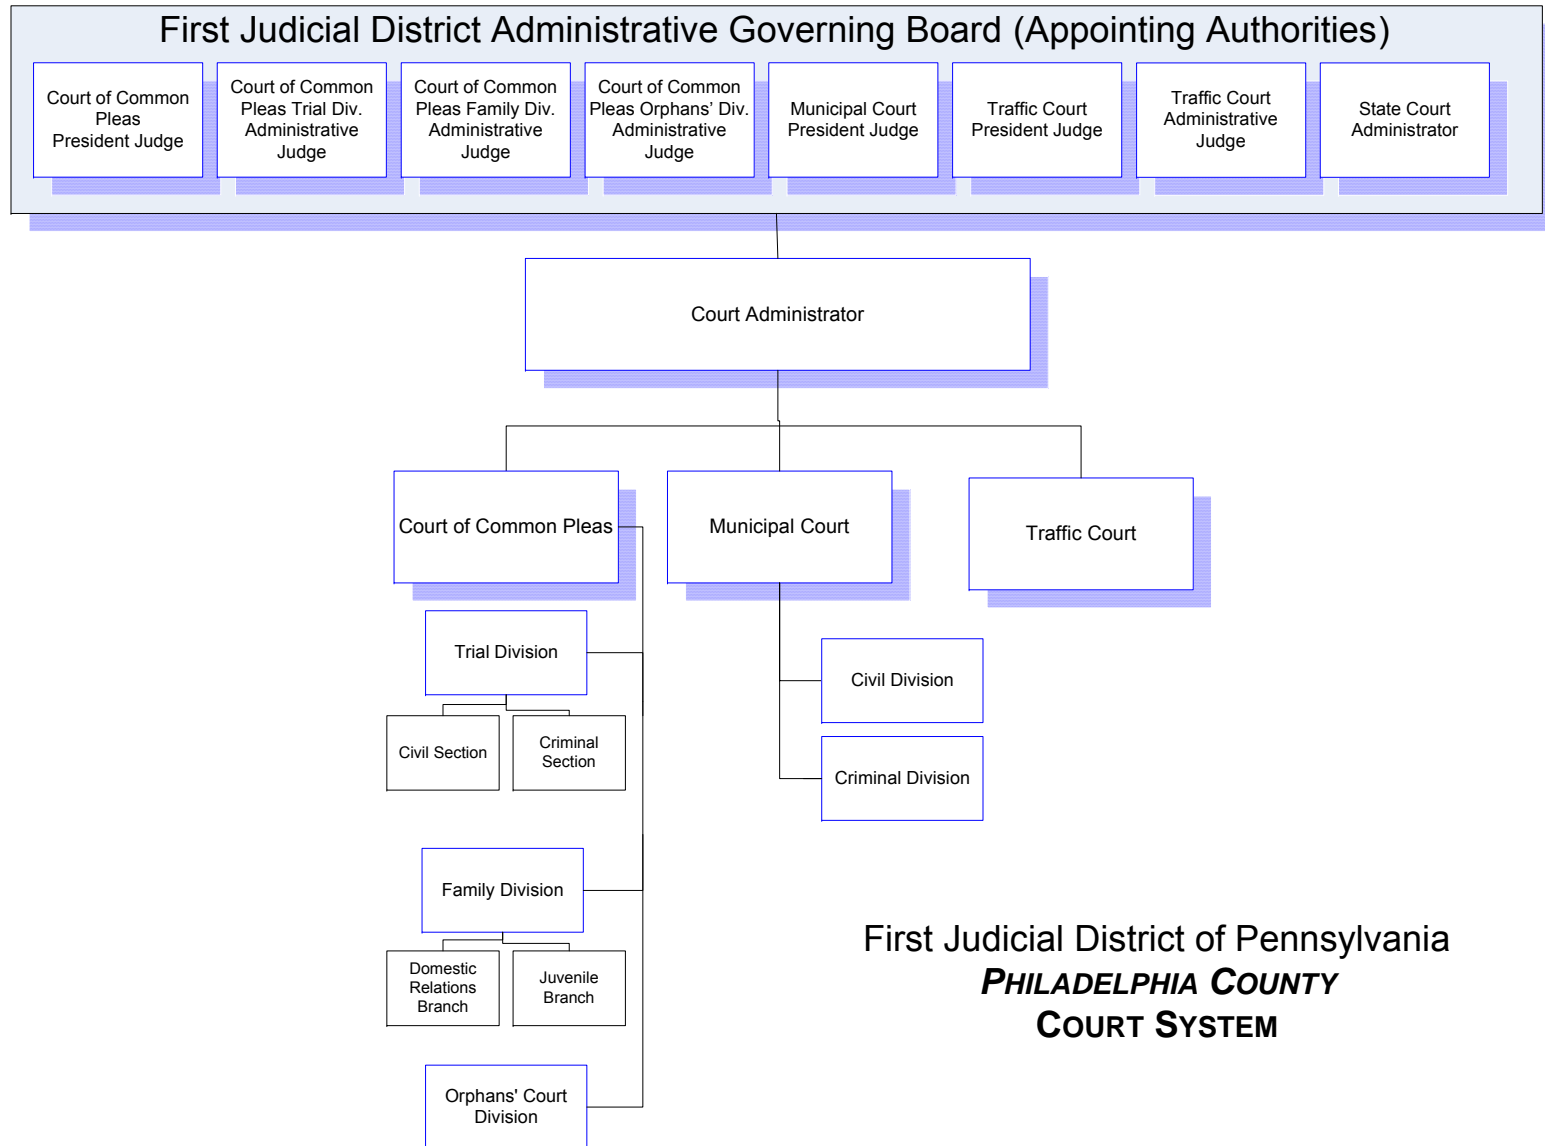 First Judicial District Administrative Governing Board (Appointing Authorities)
Court of Common
Pleas
President Judge
Court of Common
Pleas Trial Div.
Administrative
Judge
Court of Common
Pleas Family Div.
Administrative
Judge
Court of Common
Pleas Orphans' Div.
Administrative
Judge
Municipal Court
President Judge
Traffic Court
President Judge
Traffic Court
Administrative
Judge
State Court
Administrator
Court Administrator
Court of Common Pleas
Municipal Court
Traffic Court
Trial Division
Civil Section
Criminal
Section
Civil Division
Criminal Division
Family Division
Domestic
Relations
Branch
Juvenile
Branch
Orphans' Court
Division
First Judicial District of Pennsylvania
PHILADELPHIA COUNTY
COURT SYSTEM